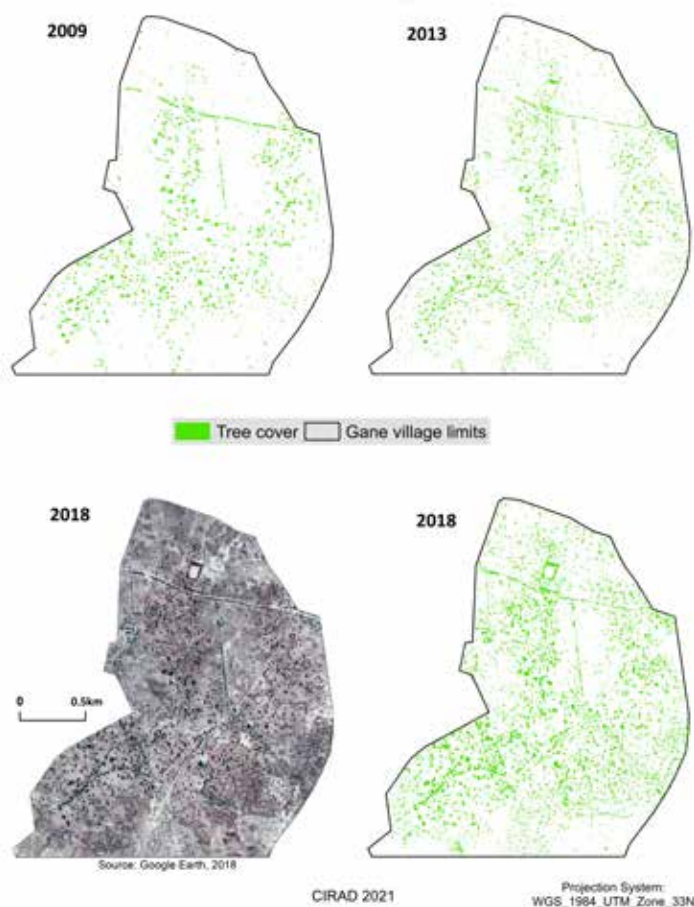 2009
2013
Tree cover
Gane village limits
2018
2018
0
0.5km
Source: Google Earth, 2018
CIRAD 2021
Projection System:
WGS_1984_UTM_Zone_33N